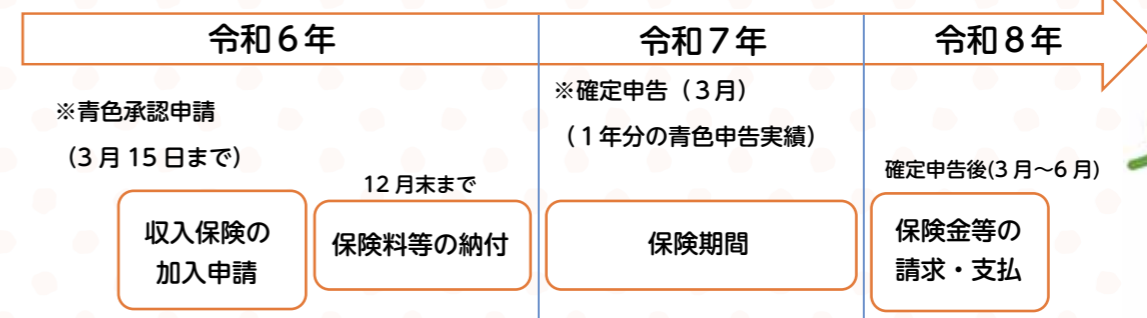 令和６年
令和７年
令和８年
※青色承認申請
（3月15日まで）
※確定申告（３月）
（１年分の青色申告実績）
12月末まで
確定申告後(3月～6月)
収入保険の
加入申請
保険料等の納付
保険期間
保険金等の
請求・支払